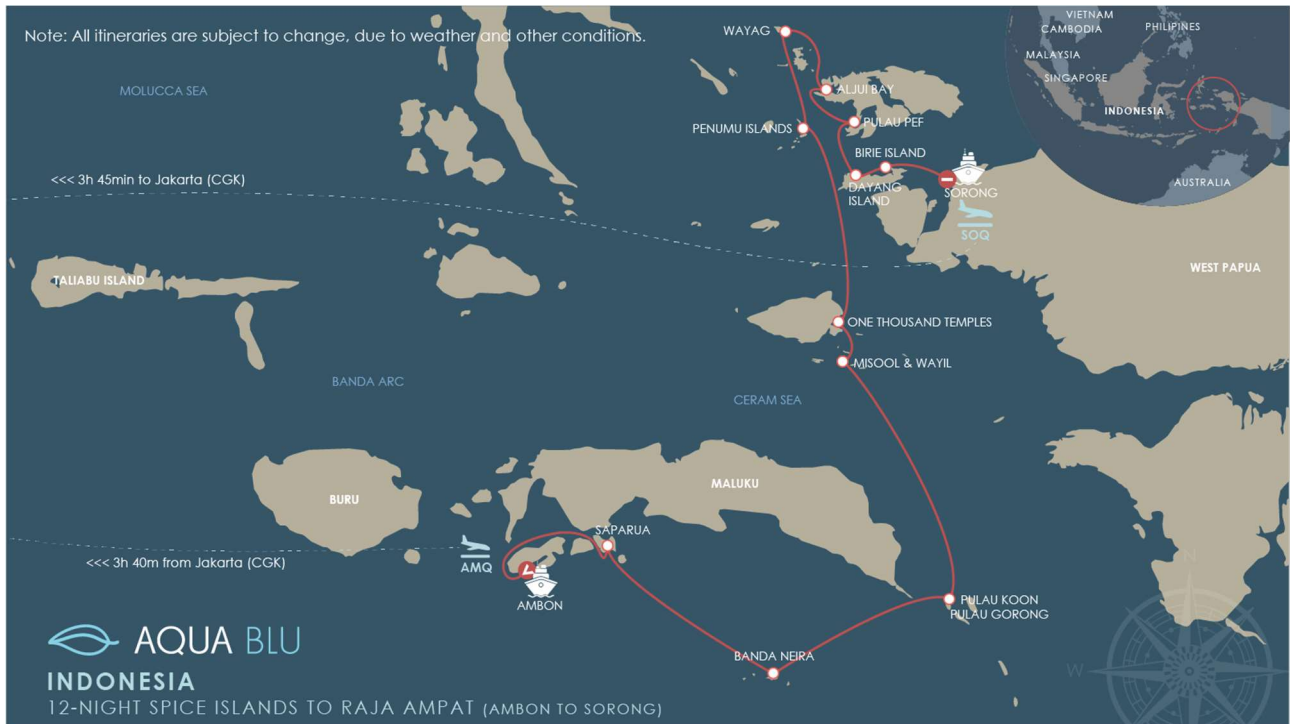 Note: All itineraries are subject to change, due to weather and other conditions.
VIETNAM
CAMBODIA
PHILIPINES
MALAYSIA
SINGAPORE
INDONESIA
AUSTRALIA
WAYAG
MOLUCCA SEA
ALJUI BAY
PENUMU ISLANDS
PULAU PEF
BIRIE ISLAND
<<< 3h 45min to Jakarta (CGK)
DAYANG
ISLAND
SORONG
SOQ
TALIABU ISLAND
WEST PAPUA
ONE THOUSAND TEMPLES
MISOOL & WAYIL
BANDA ARC
CERAM SEA
BURU
MALUKU
SAPARUA
<<< 3h 40m from Jakarta (CGK)
AMQ
AMBON
PULAU KOON
PULAU GORONG
N
W
BANDA NEIRA
AQUA BLU
INDONESIA
12-NIGHT SPICE ISLANDS TO RAJA AMPAT (AMBON TO SORONG)